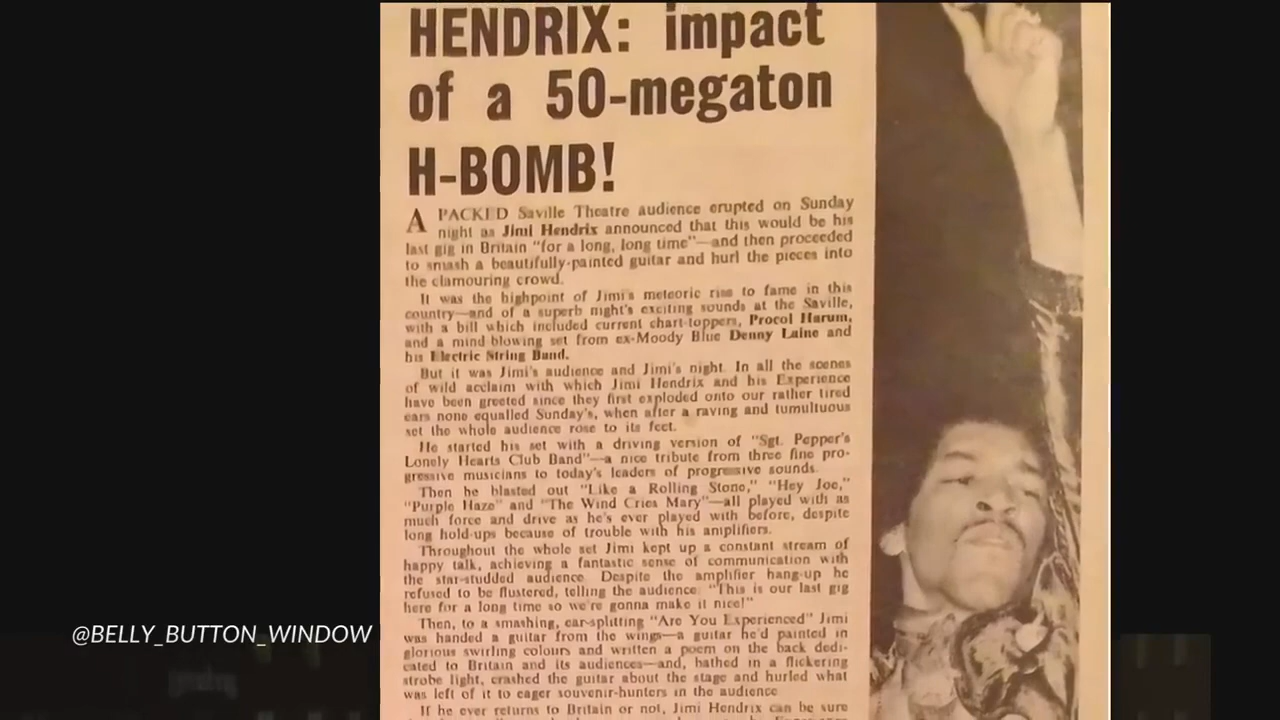 HENDRIX: impact
of a 50-megaton
H-BOMB!
A PACKED Saville Theatre audience erupted on Sunday
night as Jimi Hendrix announced that this would be his
last gig in Britain "for a long, long time"—and then proceeded
to smash a beautifully-painted guitar and hurl the pieces into
the clamouring crowd.
It was the highpoint of Jimi's meteoric rise to fame in this
country—and of a superb night's exciting sounds at the Saville,
with a bill which included current chart-toppers, Procol Harum,
and a mind-blowing set from ex-Moody Blue Denny Laine and
his Electric String Band.
But it was Jimi's audience and Jimi's night. In all the scenes
of wild acclaim with which Jimi Hendrix and his Experience
have been greeted since they first exploded onto our rather tired
ears none equalled Sunday's, when after a raving and tumultuous
set the whole audience rose to its feet.
He started his set with a driving version of "Sgt. Pepper's
Lonely Hearts Club Band"—a nice tribute from three fine pro-
gressive musicians to today's leaders of progressive sounds.
Then he blasted out "Like a Rolling Stone," "Hey Joe,"
"Purple Haze" and "The Wind Cries Mary"—all played with as
much force and drive as he's ever played with before, despite
long hold-ups because of trouble with his amplifiers.
Throughout the whole set Jimi kept up a constant stream of
happy talk, achieving a fantastic sense of communication with
the star-studded audience. Despite the amplifier hang-up he
refused to be flustered, telling the audience: "This is our last gig
here for a long time so we're gonna make it nice!"
Then, to a smashing, ear-splitting "Are You Experienced" Jimi
was handed a guitar from the wings—a guitar he'd painted in
glorious swirling colours and written a poem on the back dedi-
cated to Britain and its audiences—and, bathed in a flickering
strobe light, crashed the guitar about the stage and hurled what
was left of it to eager souvenir-hunters in the audience
If he ever returns to Britain or not, Jimi Hendrix can be sure
@BELLY_BUTTON_WINDOW